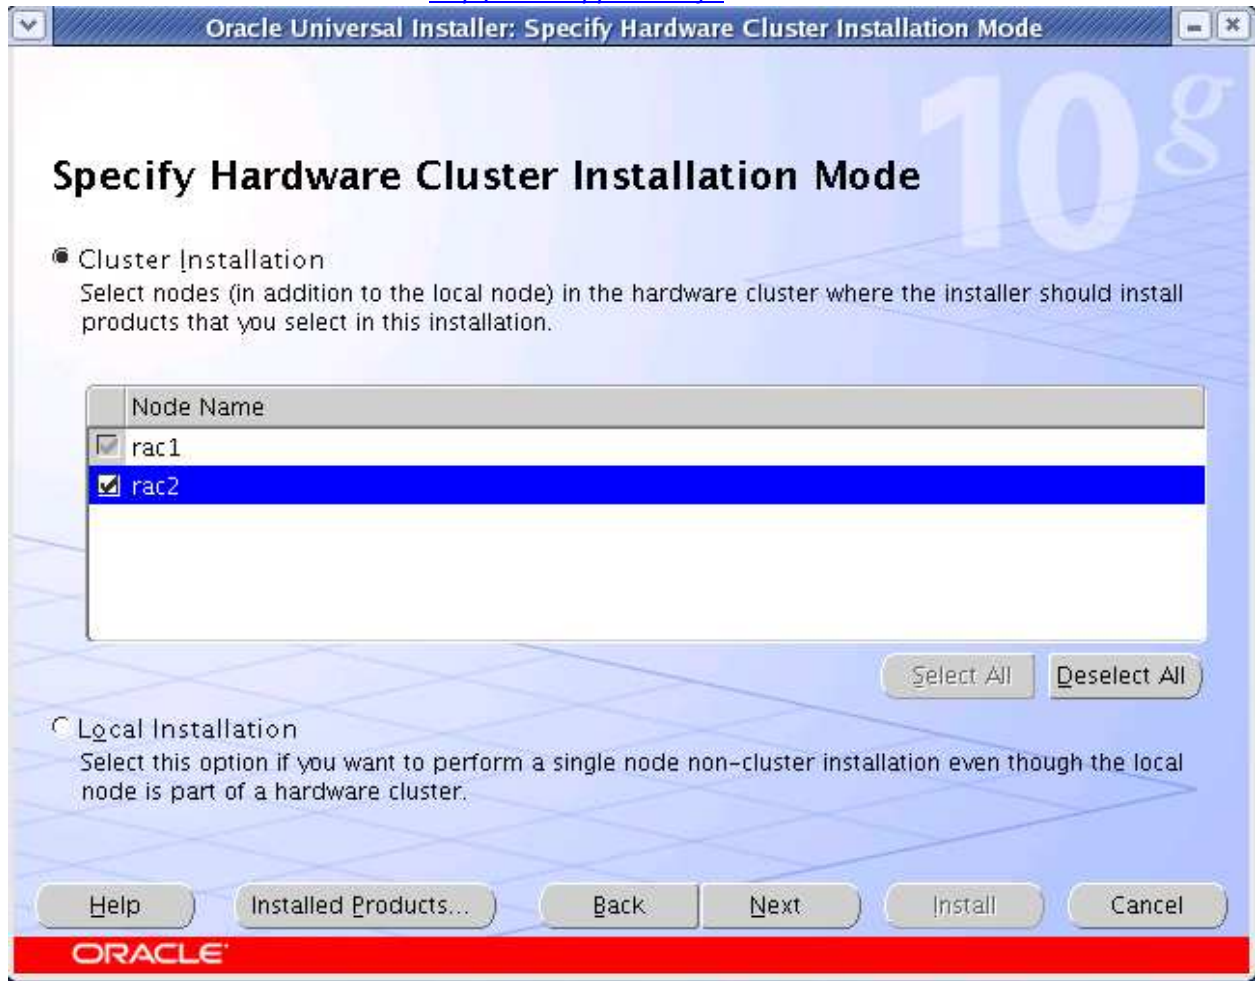 Oracle Universal Installer: Specify Hardware Cluster Installation Mode
10g
Specify Hardware Cluster Installation Mode
Cluster Installation
Select nodes (in addition to the local node) in the hardware cluster where the installer should install
products that you select in this installation.
Node Name
rac1
rac2
Select All
Deselect All
Local Installation
Select this option if you want to perform a single node non-cluster installation even though the local
node is part of a hardware cluster.
Help
Installed Products...
Back
Next
Install
Cancel
ORACLE